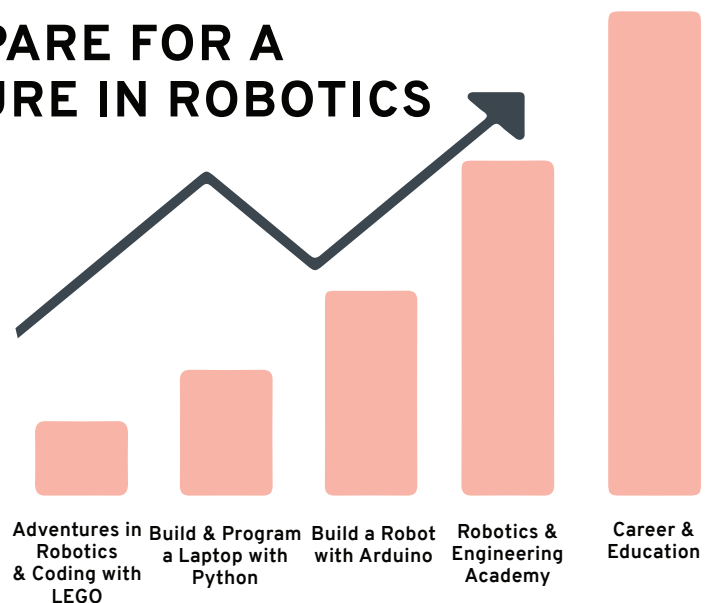 PARE FOR A
URE IN ROBOTICS
Adventures in
Robotics
& Coding with
LEGO
Build & Program
a Laptop with
Python
Build a Robot
with Arduino
Robotics &
Engineering
Academy
Career &
Education